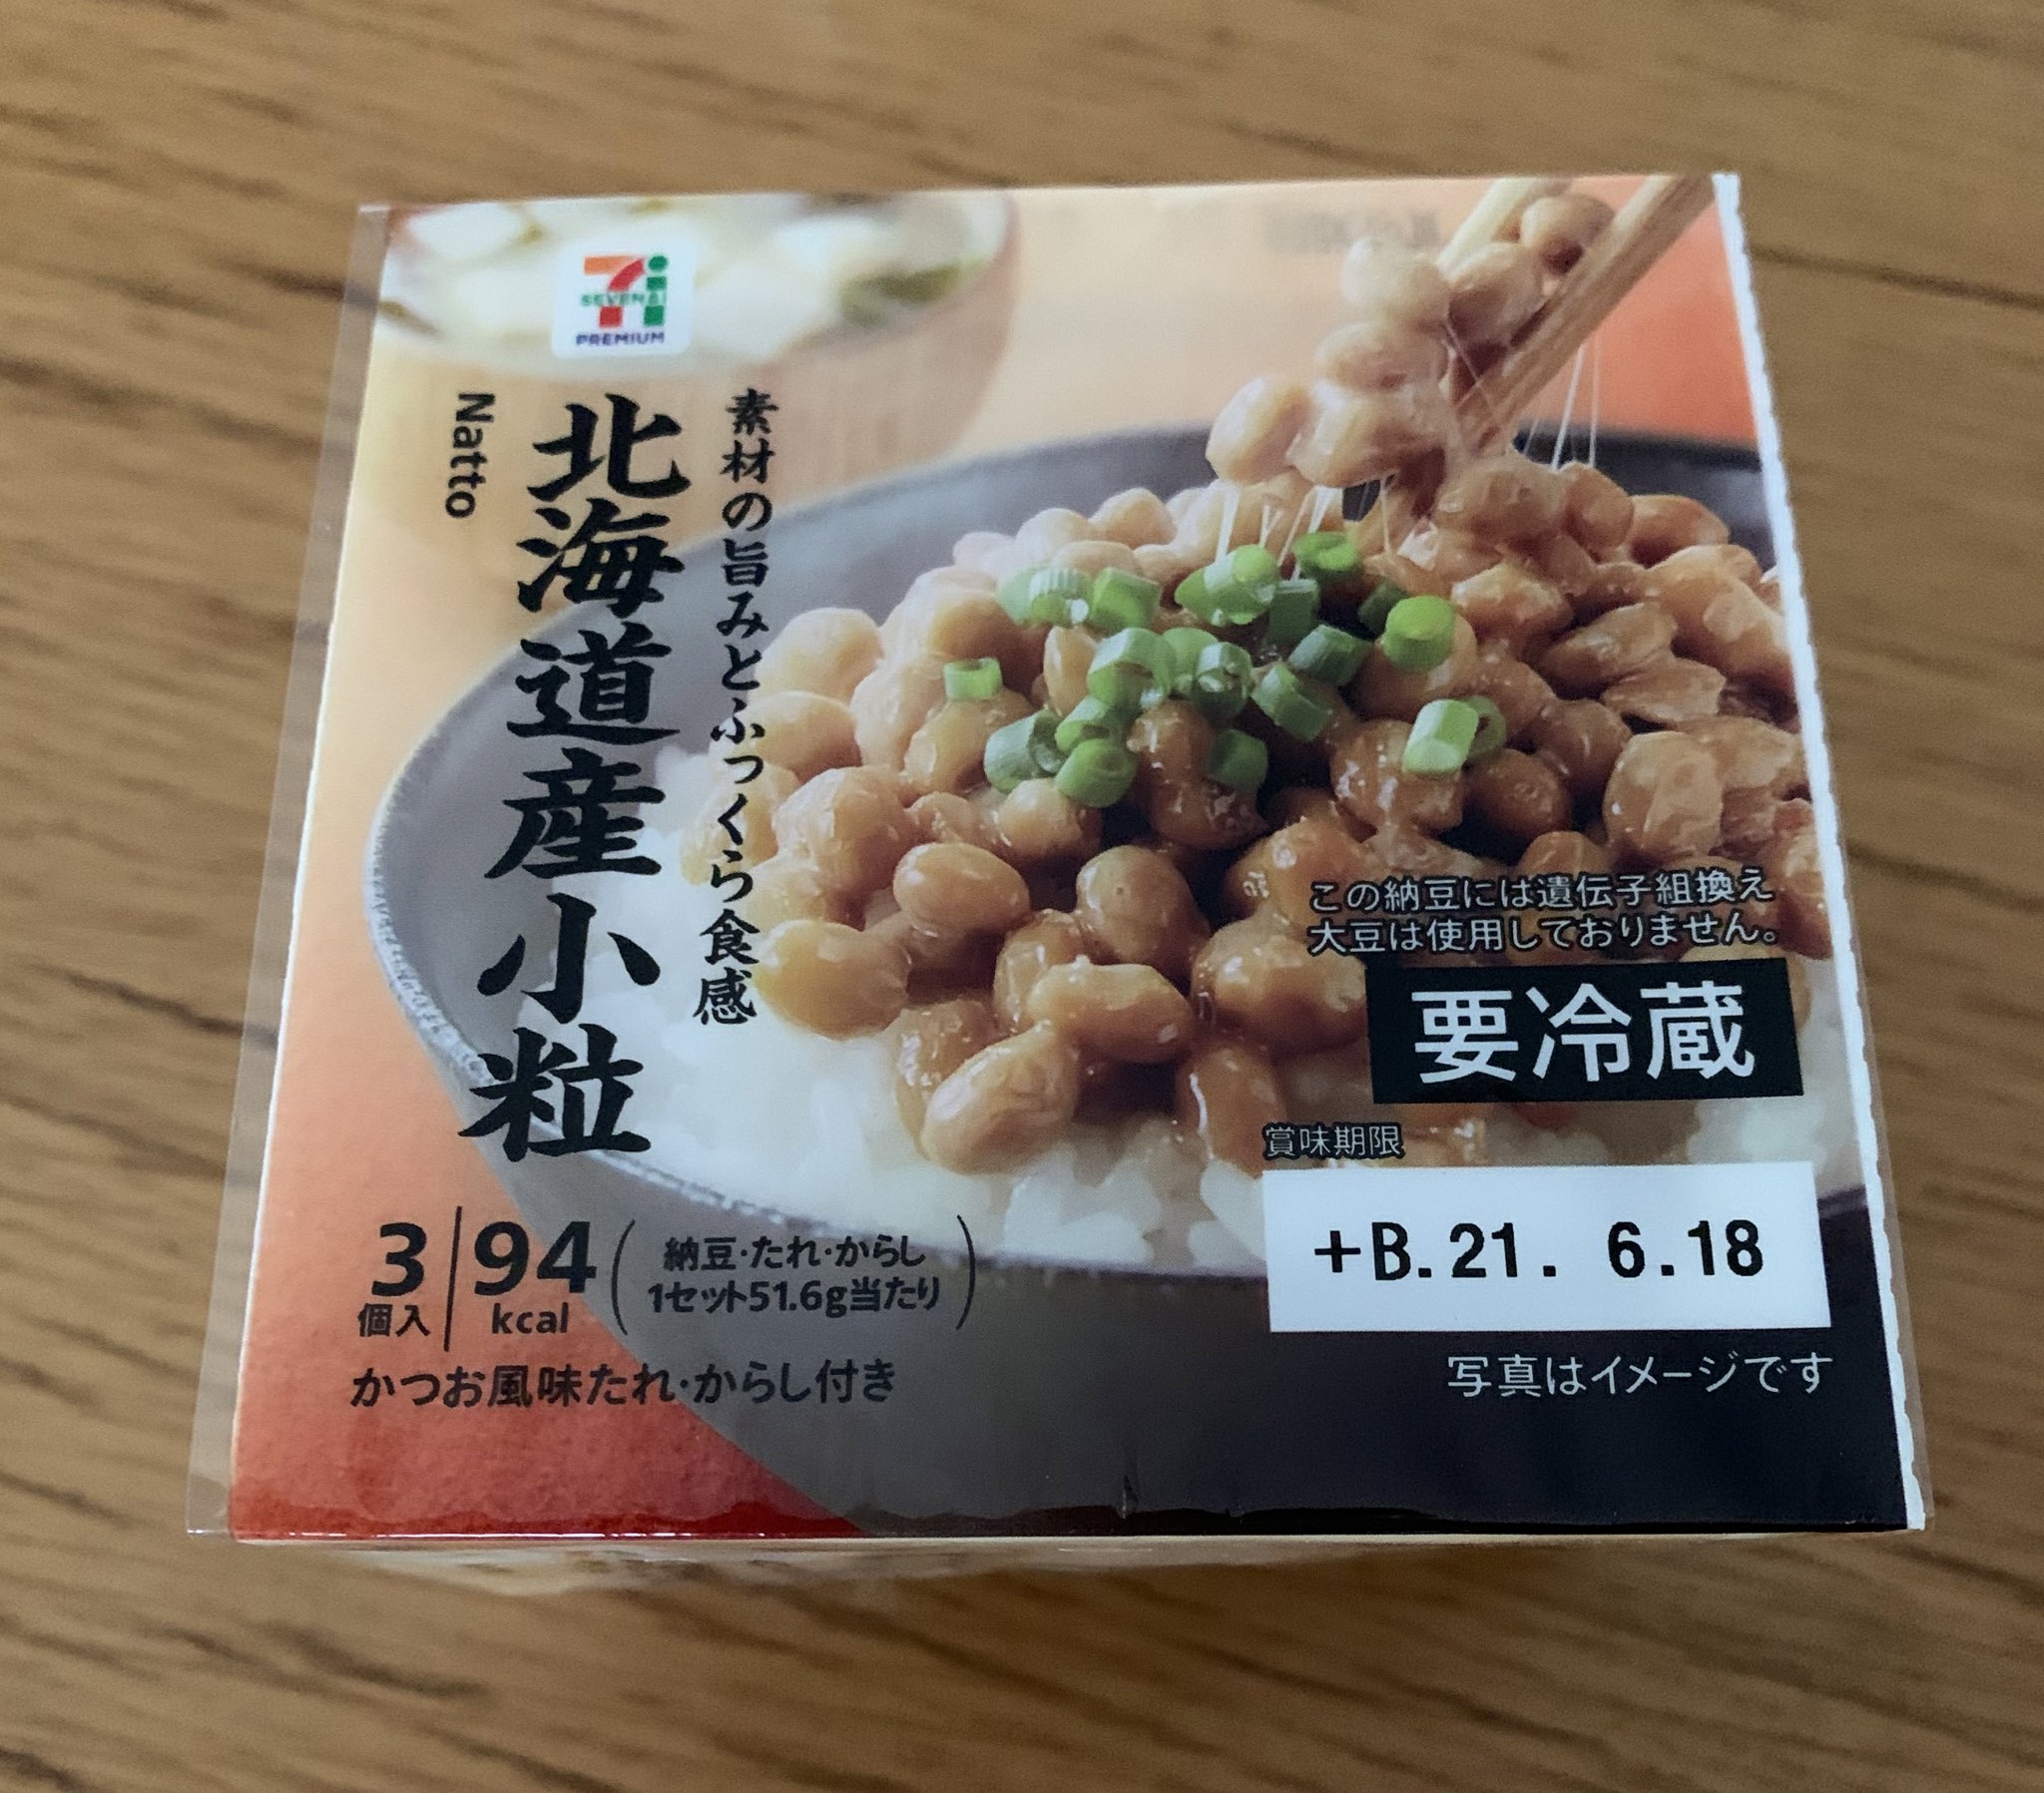 SEVEN&i
PREMIUM
素材の旨みとふっくら食感
北海道産小粒
Natto
この納豆には遺伝子組換え
大豆は使用しておりません。
要冷蔵
賞味期限
+B.21. 6.18
写真はイメージです
3個入
94kcal
納豆・たれ・からし
1セット51.6g当たり
かつお風味たれ・からし付き